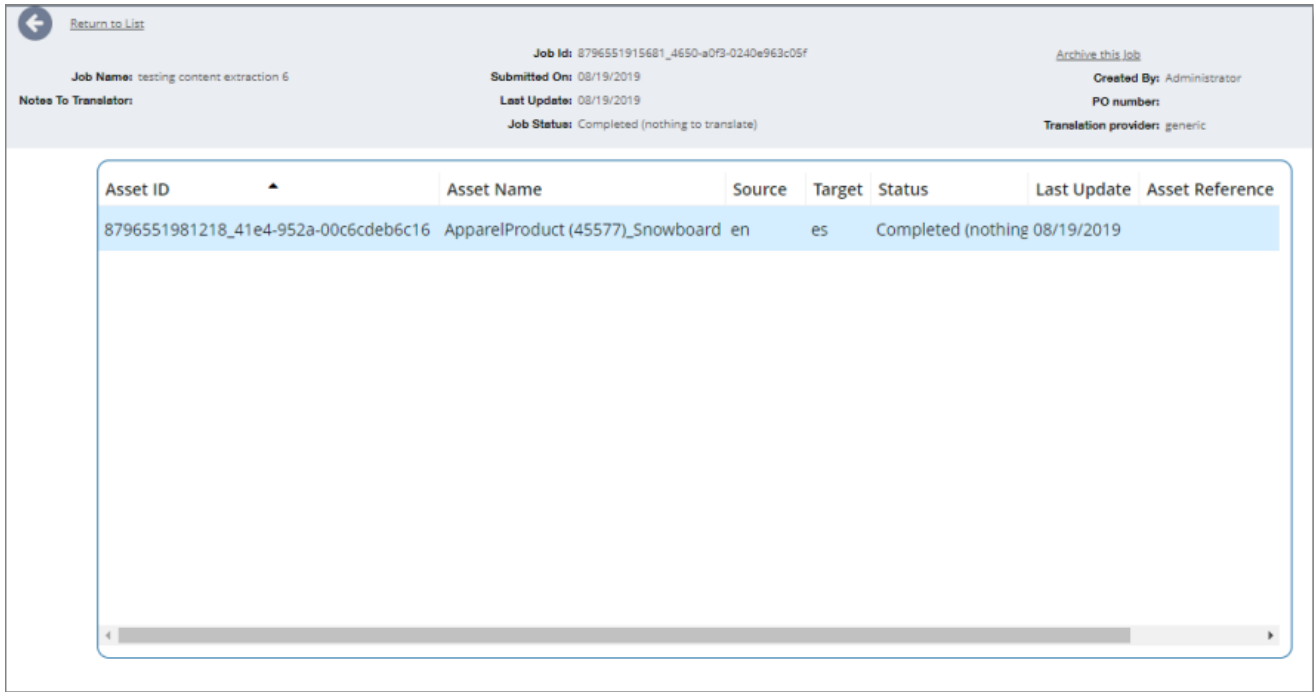 Return to List
Job Id: 8796551915681_4650-a0f3-0240e963c05f
Archive this Job
Job Name: testing content extraction 6
Submitted On: 08/19/2019
Created By: Administrator
Notes To Translator:
Last Update: 08/19/2019
PO number:
Job Status: Completed (nothing to translate)
Translation provider: generic
Asset ID Asset Name Source Target Status Last Update Asset Reference
8796551981218_41e4-952a-00c6cdeb6c16 ApparelProduct (45577)_Snowboard en es Completed (nothing 08/19/2019